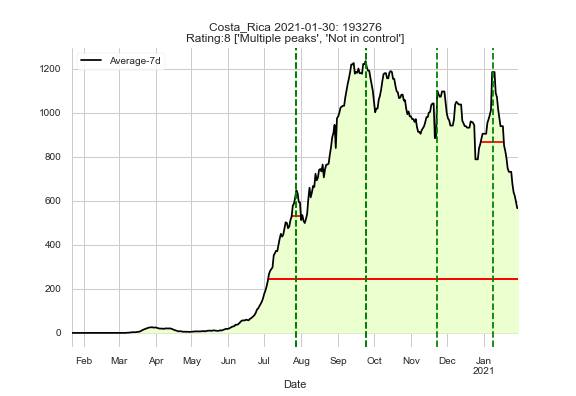 Costa_Rica 2021-01-30: 193276
Rating:8 ['Multiple peaks', 'Not in control']
Average-7d
1200
1000
800
600
400
200
0
Feb Mar Apr May Jun Jul Aug Sep Oct Nov Dec Jan
2021
Date